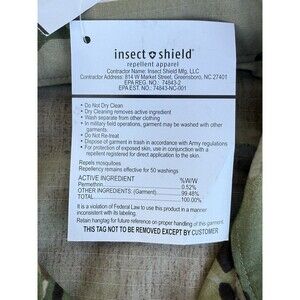 insect shield®
repellent apparel
Contractor Name: Insect Shield Mfg, LLC
Contractor Address: 814 W Market Street, Greensboro, NC 27401
EPA REG. NO.: 74843-2
EPA EST. NO.: 74843-NC-001
• Do Not Dry Clean
• Dry Cleaning removes active ingredient
• Wash separate from other clothing
• In military field operations, garment may be washed with other
garments.
• Do Not Re-treat
• Dispose of garment in trash in accordance with Army regulations
• For protection of exposed skin, use in conjunction with a
repellent registered for direct application to the skin.
Repels mosquitoes
Repellency remains effective for 50 washings
ACTIVE INGREDIENT %W/W
Permethrin 0.52%
OTHER INGREDIENTS: (Garment) 99.48%
TOTAL 100.00%
It is a violation of Federal Law to use this product in a manner
inconsistent with its labeling.
Retain hangtag for future reference on proper handling of this garment.
THIS TAG NOT TO BE REMOVED EXCEPT BY
CUSTOMER